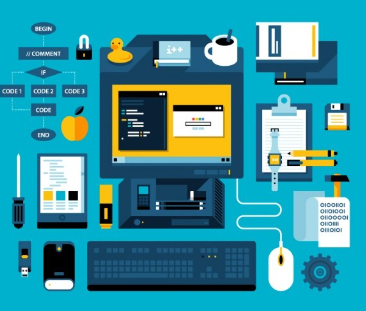 BEGIN
// COMMENT
IF
CODE 1
CODE 2
CODE 3
CODE
END
i++